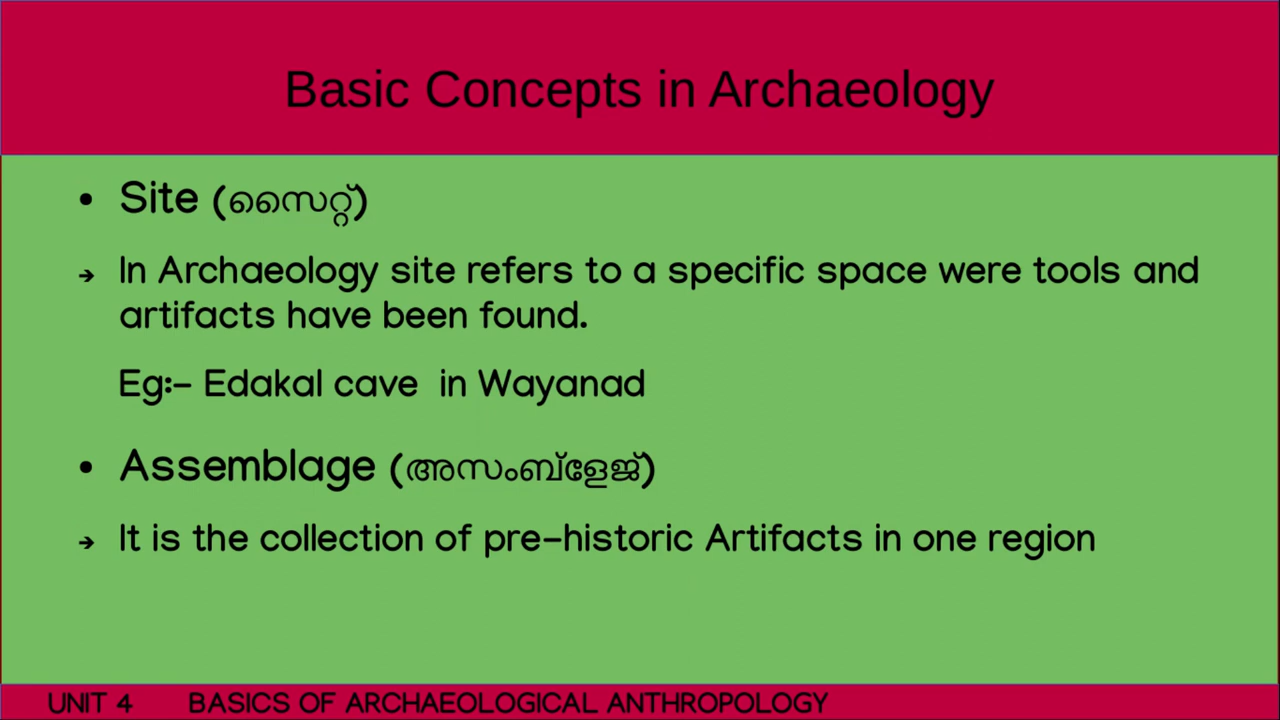 Basic Concepts in Archaeology
• Site (സൈറ്റ്)
➔ In Archaeology site refers to a specific space were tools and
artifacts have been found.
Eg:– Edakal cave in Wayanad
• Assemblage (അസംബ്ളേജ്)
➔ It is the collection of pre–historic Artifacts in one region
UNIT 4 BASICS OF ARCHAEOLOGICAL ANTHROPOLOGY